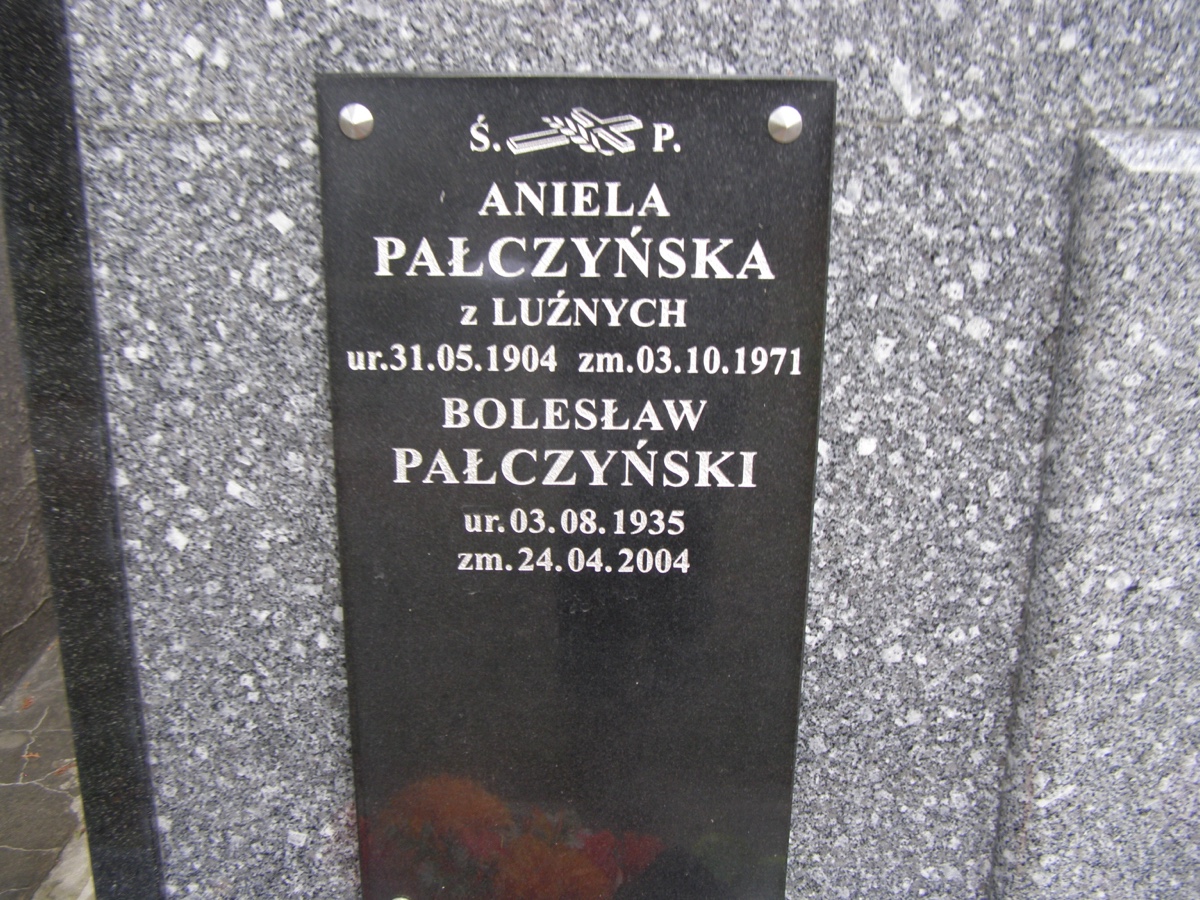 Ś. P.
ANIELA
PAŁCZYŃSKA
z LUŹNYCH
ur.31.05.1904 zm.03.10.1971
BOLESŁAW
PAŁCZYŃSKI
ur.03.08.1935
zm.24.04.2004